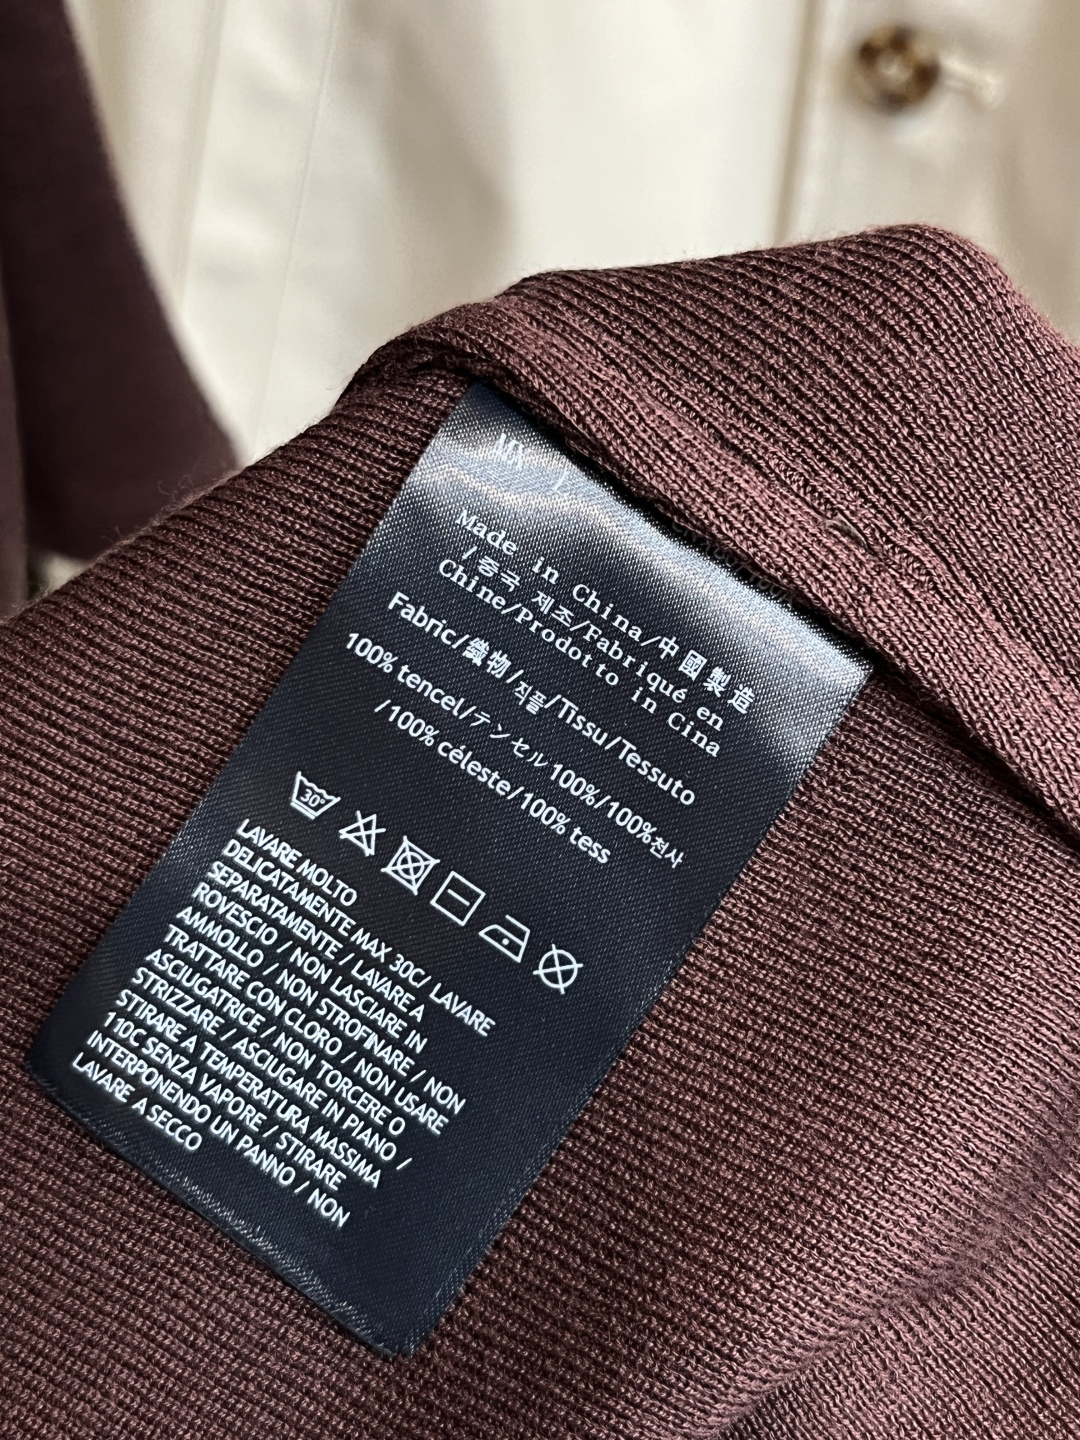 Made in China/中國製造
/중국 제조/Fabriqué en
Chine/Prodotto in Cina
Fabric/織物/직물/Tissu/Tessuto
100% tencel/テンセル100%/100%천사
/100% céleste/100% tess
30°
LAVARE MOLTO
DELICATAMENTE MAX 30C/ LAVARE
SEPARATAMENTE / LAVARE A
ROVESCIO / NON LASCIARE IN
AMMOLLO / NON STROFINARE / NON
TRATTARE CON CLORO / NON USARE
ASCIUGATRICE / NON TORCERE O
STRIZZARE / ASCIUGARE IN PIANO /
STIRARE A TEMPERATURA MASSIMA
110C SENZA VAPORE / STIRARE
INTERPONENDO UN PANNO / NON
LAVARE A SECCO